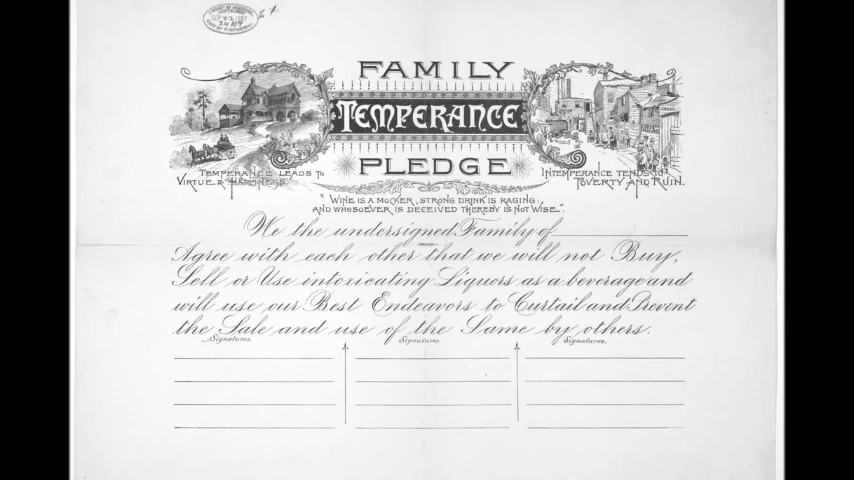 SEP 22 1887
FAMILY
TEMPERANCE
PLEDGE
TEMPERANCE LEADS TO
VIRTUE & HAPPINESS.
INTEMPERANCE TENDS TO
POVERTY AND RUIN.
"WINE IS A MOCKER, STRONG DRINK IS RAGING;
AND WHOSOEVER IS DECEIVED THEREBY IS NOT WISE".
We the undersigned Family of
Agree with each other that we will not Buy,
Sell or Use intoxicating Liquors as a beverage and
will use our Best Endeavors to Curtail and Prevent
the Sale and use of the Same by others.
Signatures. Signatures. Signatures.